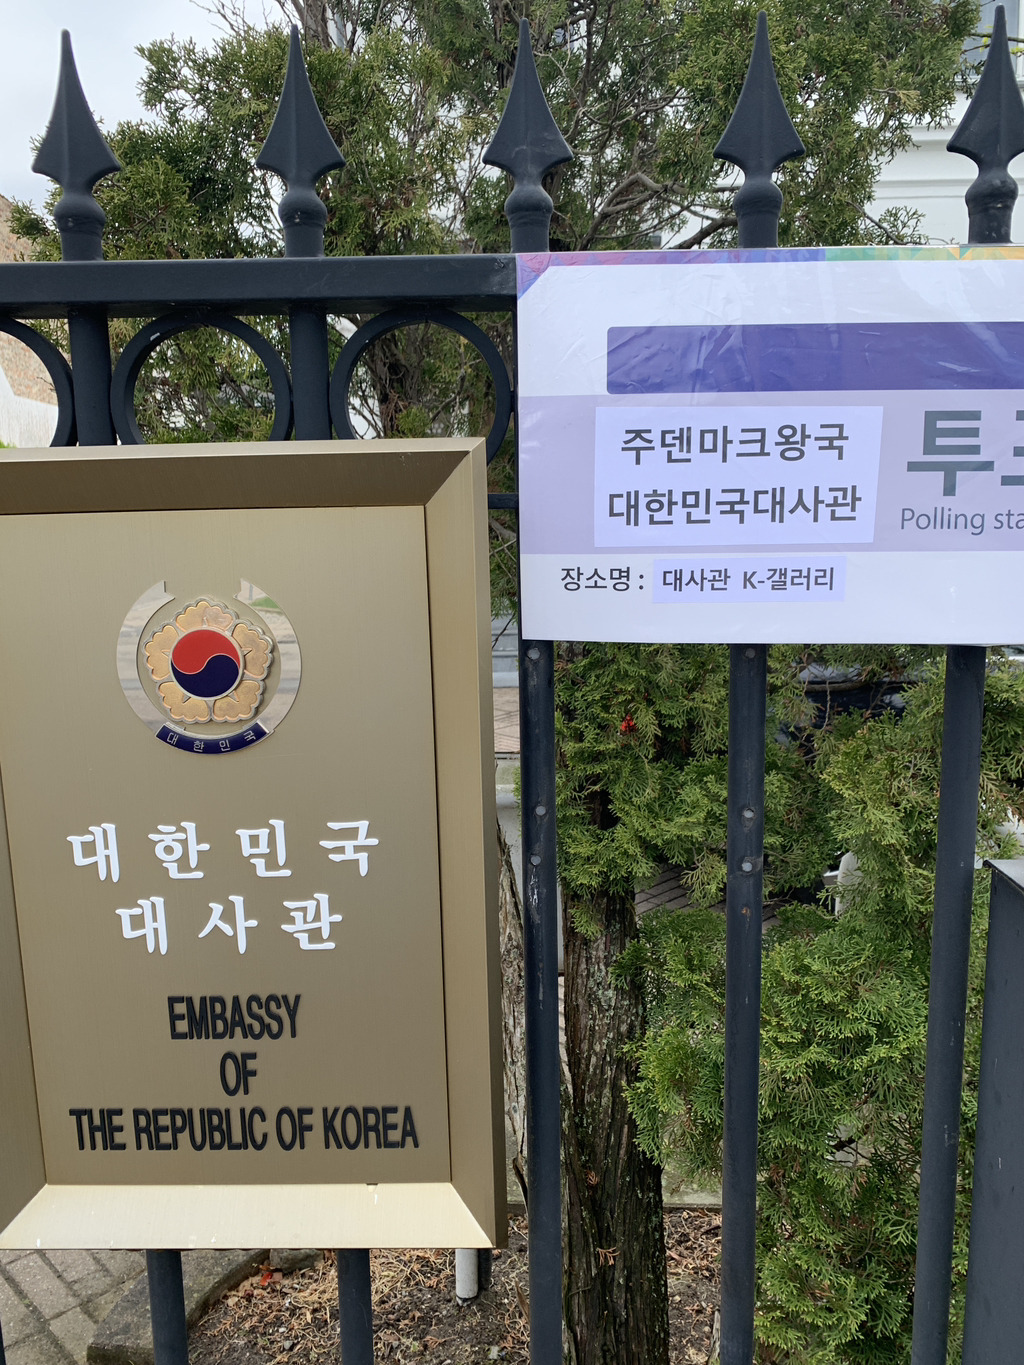 대한민국
대한민국
대사관
EMBASSY
OF
THE REPUBLIC OF KOREA
주덴마크왕국
대한민국대사관
장소명 : 대사관 K-갤러리
투
Polling